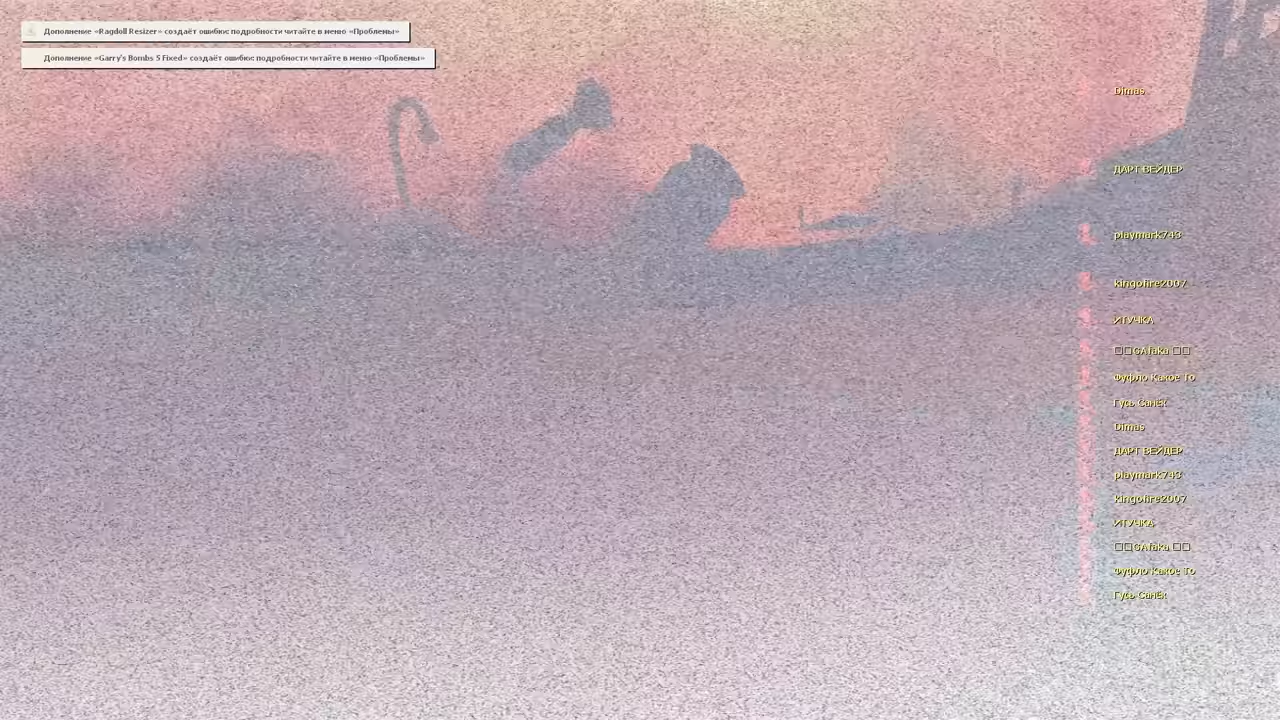 Дополнение «Ragdoll Resizer» создаёт ошибки: подробности читайте в меню «Проблемы»
Дополнение «Garry's Bombs 5 Fixed» создаёт ошибки: подробности читайте в меню «Проблемы»
Dimas
ДАРТ ВЕЙДЕР
playmark743
kingofire2007
ИТУЧКА
Фуфло Какое То
Гусь Санёк
Dimas
ДАРТ ВЕЙДЕР
playmark743
kingofire2007
ИТУЧКА
Фуфло Какое То
Гусь Санёк